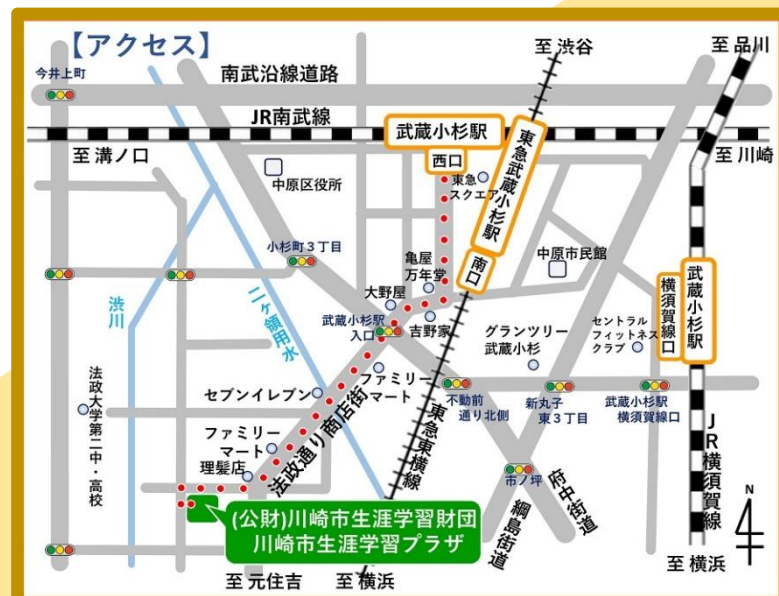 【アクセス】
至 渋谷
至 品川
今井上町
南武沿線道路
JR南武線
武蔵小杉駅
西口
至 溝ノ口
至 川崎
中原区役所
東急
スクエア
東急武蔵小杉駅
南口
中原市民館
小杉町3丁目
亀屋
万年堂
大野屋
武蔵小杉駅
入口
吉野家
渋川
二ヶ領用水
グランツリー
武蔵小杉
セントラル
フィットネス
クラブ
横須賀線口
武蔵小杉駅
法政大学第二中・高校
セブンイレブン
ファミリー
マート
不動前
通り北側
新丸子
東3丁目
武蔵小杉駅
横須賀線口
ファミリー
マート
理髪店
法政通り商店街
東急東横線
市ノ坪
府中街道
綱島街道
JR横須賀線
N
(公財)川崎市生涯学習財団
川崎市生涯学習プラザ
至 元住吉
至 横浜
至 横浜